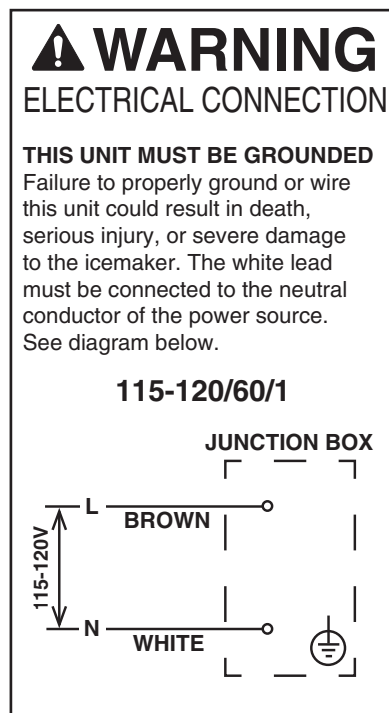 WARNING
ELECTRICAL CONNECTION
THIS UNIT MUST BE GROUNDED
Failure to properly ground or wire
this unit could result in death,
serious injury, or severe damage
to the icemaker. The white lead
must be connected to the neutral
conductor of the power source.
See diagram below.
115-120/60/1
JUNCTION BOX
L
BROWN
115-120V
N
WHITE